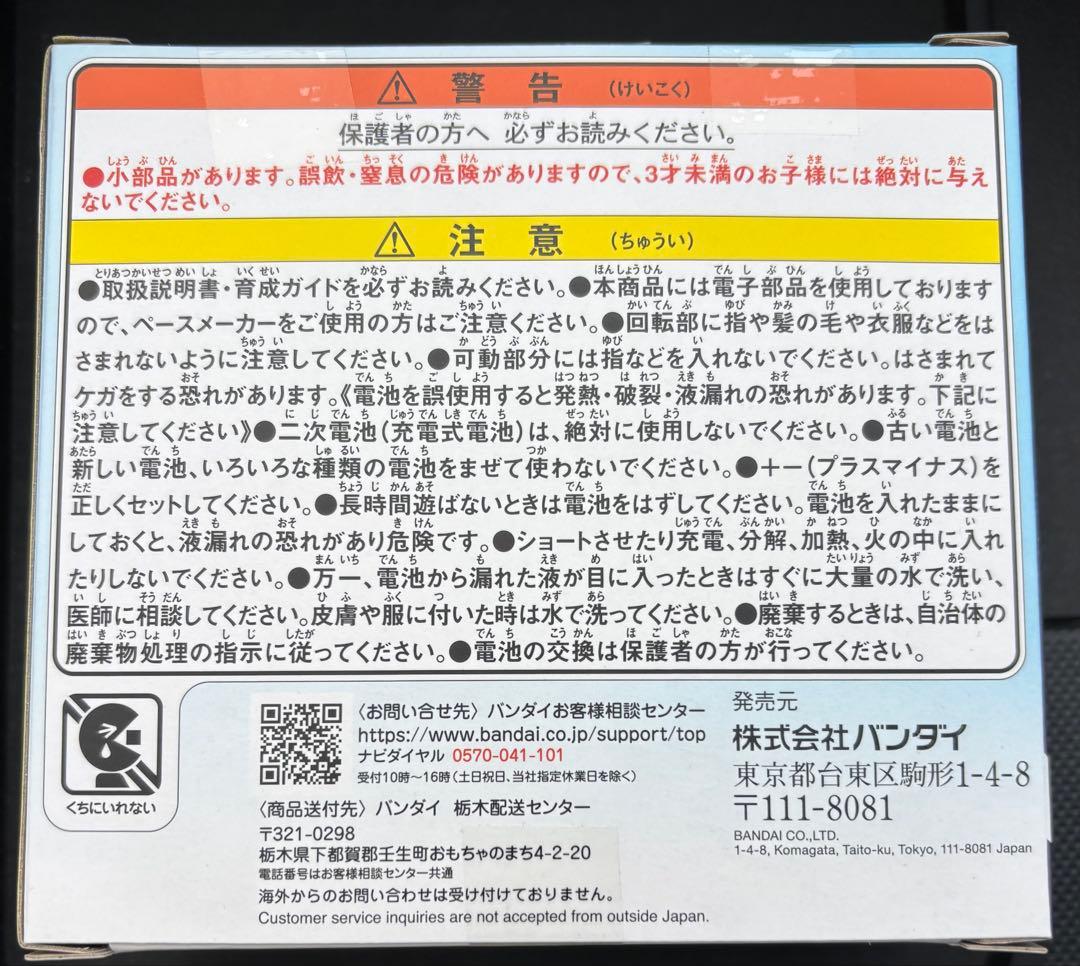 警告 (けいこく)
保護者の方へ 必ずお読みください。
●小部品があります。誤飲・窒息の危険がありますので、3才未満のお子様には絶対に与え
ないでください。
注意 (ちゅうい)
●取扱説明書・育成ガイドを必ずお読みください。●本商品には電子部品を使用しております
ので、ペースメーカーをご使用の方はご注意ください。●回転部に指や髪の毛や衣服などをは
さまれないように注意してください。●可動部分には指などを入れないでください。はさまれて
ケガをする恐れがあります。《電池を誤使用すると発熱・破裂・液漏れの恐れがあります。下記に
注意してください》●二次電池(充電式電池)は、絶対に使用しないでください。●古い電池と
新しい電池、いろいろな種類の電池をまぜて使わないでください。●+-(プラスマイナス)を
正しくセットしてください。●長時間遊ばないときは電池をはずしてください。電池を入れたままに
しておくと、液漏れの恐れがあり危険です。●ショートさせたり充電、分解、加熱、火の中に入れ
たりしないでください。●万一、電池から漏れた液が目に入ったときはすぐに大量の水で洗い、
医師に相談してください。皮膚や服に付いた時は水で洗ってください。●廃棄するときは、自治体の
廃棄物処理の指示に従ってください。●電池の交換は保護者の方が行ってください。
くちにいれない
〈お問い合せ先〉バンダイお客様相談センター
https://www.bandai.co.jp/support/top
ナビダイヤル 0570-041-101
受付10時~16時(土日祝日、当社指定休業日を除く)
〈商品送付先〉バンダイ 栃木配送センター
〒321-0298
栃木県下都賀郡壬生町おもちゃのまち4-2-20
電話番号はお客様相談センター共通
海外からのお問い合わせは受け付けておりません。
Customer service inquiries are not accepted from outside Japan.
発売元
株式会社バンダイ
東京都台東区駒形1-4-8
〒111-8081
BANDAI CO.,LTD.
1-4-8, Komagata, Taito-ku, Tokyo, 111-8081 Japan